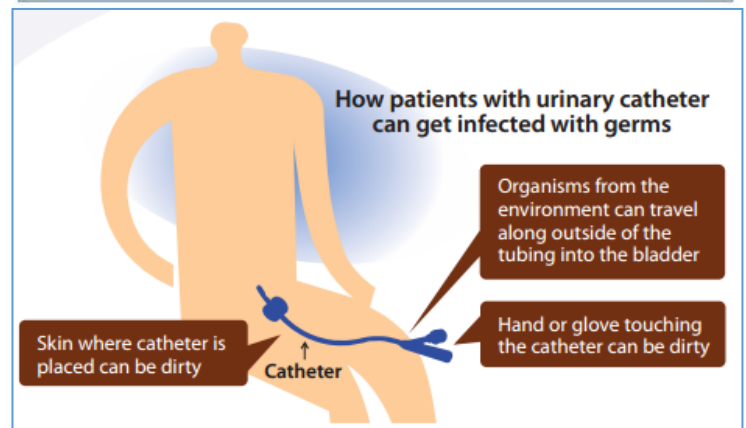 How patients with urinary catheter
can get infected with germs
Organisms from the
environment can travel
along outside of the
tubing into the bladder
Hand or glove touching
the catheter can be dirty
Skin where catheter is
placed can be dirty
Catheter